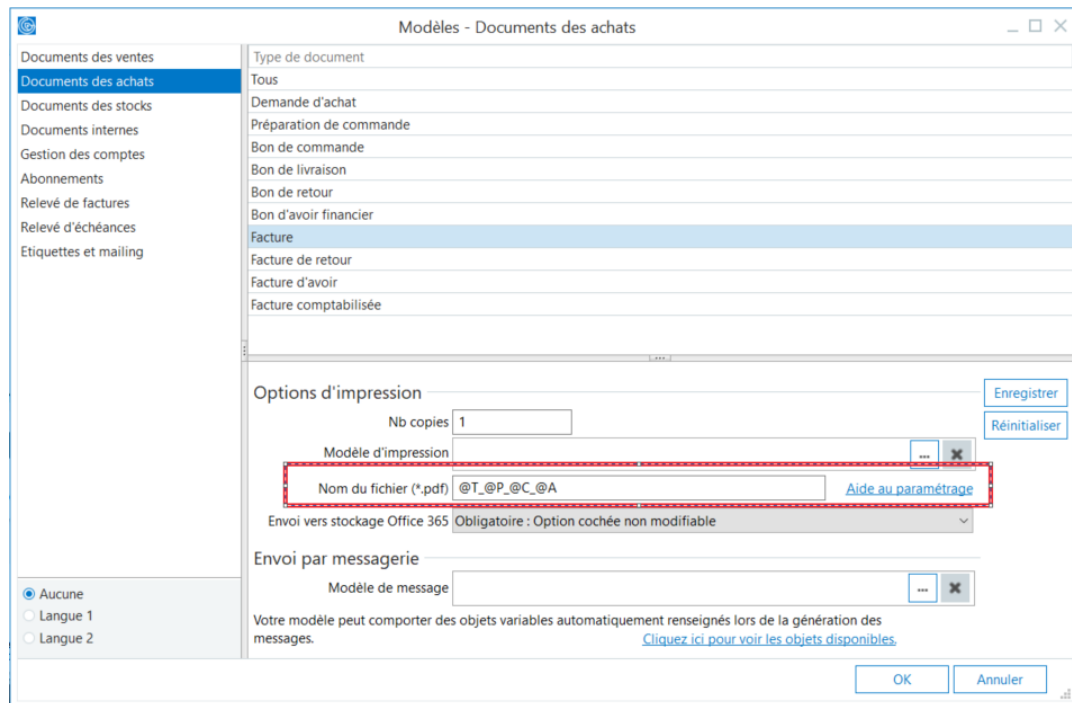 Modèles - Documents des achats
Documents des ventes
Documents des achats
Documents des stocks
Documents internes
Gestion des comptes
Abonnements
Relevé de factures
Relevé d'échéances
Etiquettes et mailing
Type de document
Tous
Demande d'achat
Préparation de commande
Bon de commande
Bon de livraison
Bon de retour
Bon d'avoir financier
Facture
Facture de retour
Facture d'avoir
Facture comptabilisée
Options d'impression
Enregistrer
Nb copies 1
Réinitialiser
Modèle d'impression ...
Nom du fichier (*.pdf) @T_@P_@C_@A Aide au paramétrage
Envoi vers stockage Office 365 Obligatoire : Option cochée non modifiable
Envoi par messagerie
Modèle de message ...
Votre modèle peut comporter des objets variables automatiquement renseignés lors de la génération des
messages. Cliquez ici pour voir les objets disponibles.
Aucune
Langue 1
Langue 2
OK Annuler